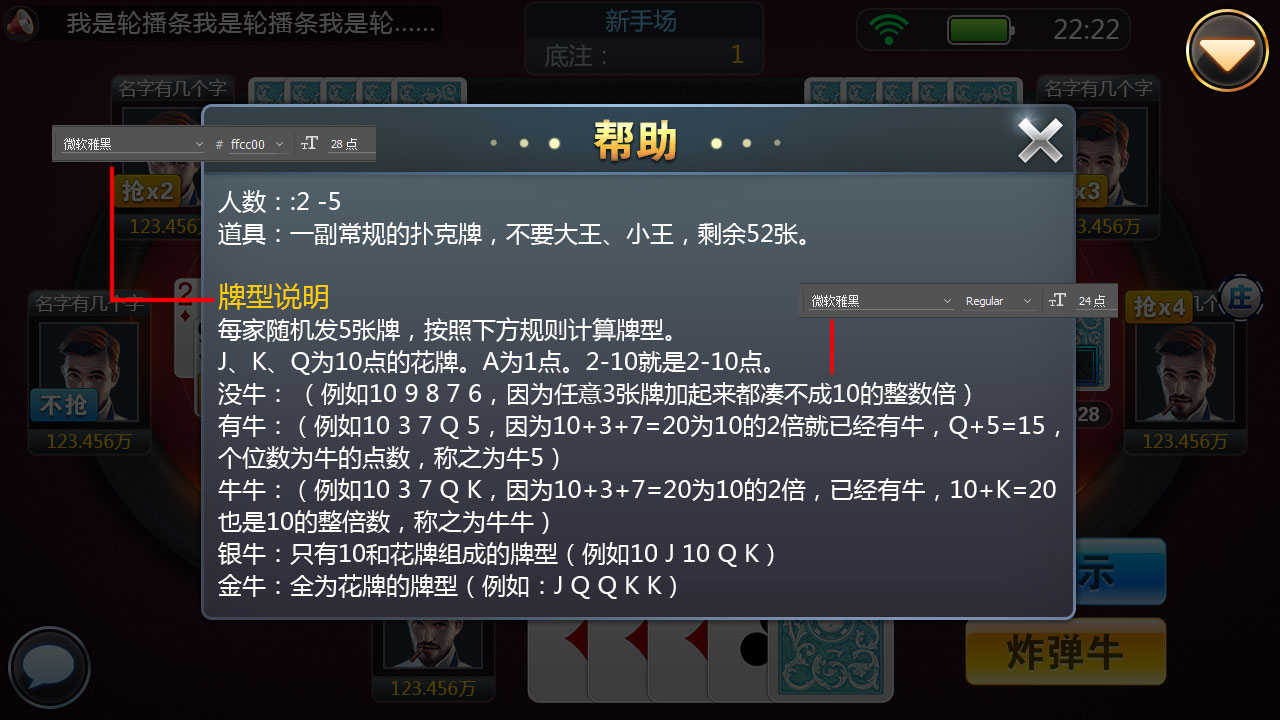 我是轮播条我是轮播条我是轮……
新手场
底注： 1
22:22
名字有几个字
名字有几个字
微软雅黑 # ffcc00 28 点
帮助
抢x2
x3
123.456万
3.456万
人数：:2 -5
道具：一副常规的扑克牌，不要大王、小王，剩余52张。
牌型说明
名字有几个字
2
微软雅黑 Regular 24 点
抢x4
几个
庄
每家随机发5张牌，按照下方规则计算牌型。
J、K、Q为10点的花牌。A为1点。2-10就是2-10点。
没牛： （例如10 9 8 7 6，因为任意3张牌加起来都凑不成10的整数倍）
不抢
28
有牛：（例如10 3 7 Q 5，因为10+3+7=20为10的2倍就已经有牛，Q+5=15，
个位数为牛的点数，称之为牛5）
123.456万
123.456万
牛牛：（例如10 3 7 Q K，因为10+3+7=20为10的2倍，已经有牛，10+K=20
也是10的整倍数，称之为牛牛）
银牛：只有10和花牌组成的牌型（例如10 J 10 Q K）
金牛：全为花牌的牌型（例如：J Q Q K K）
示
炸弹牛
123.456万